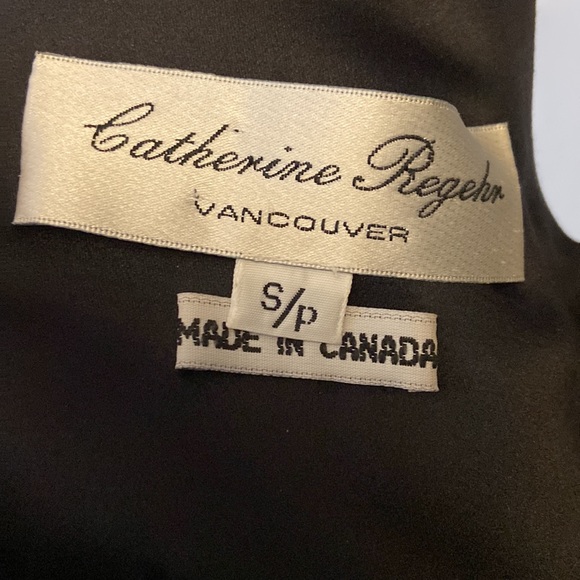 Catherine Regehr
VANCOUVER
S/P
MADE IN CANADA